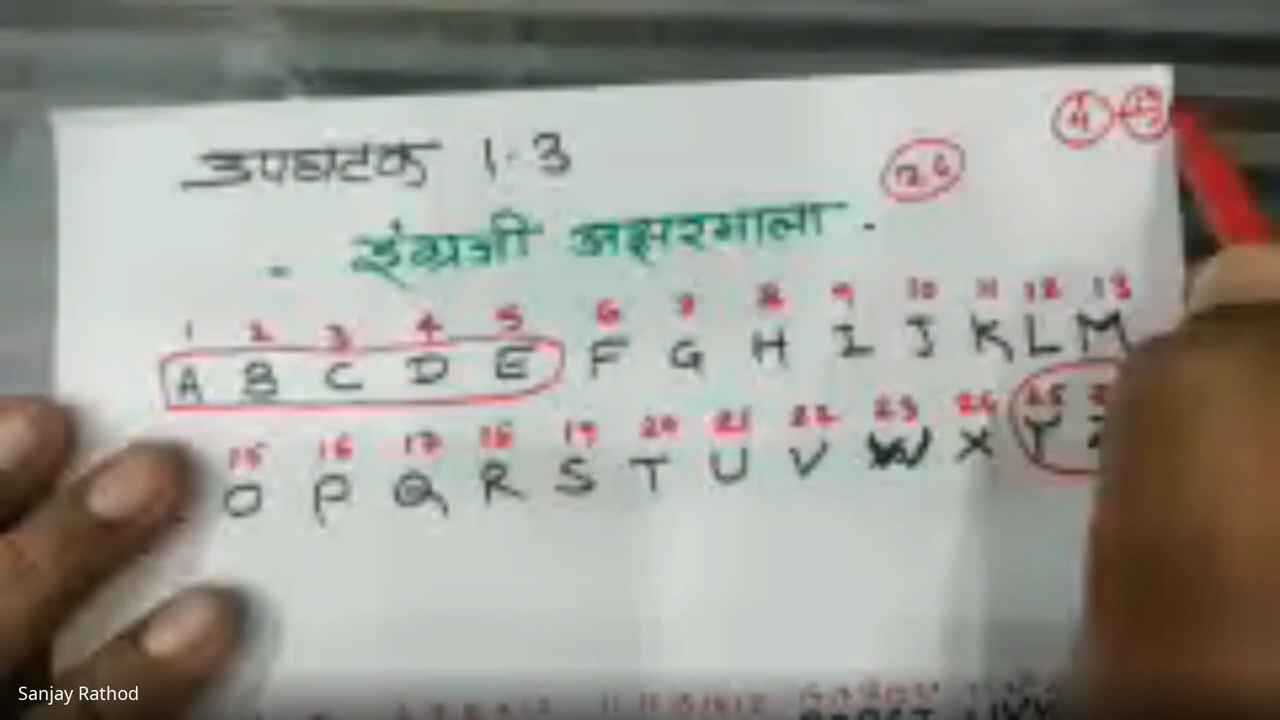 उपघटक 1.3
26
- इंग्रजी अक्षरमाला -
1 2 3 4 5 6 7 8 9 10 11 12 13
A B C D E F G H I J K L M
15 16 17 18 19 20 21 22 23 24 25
O P Q R S T U V W X Y Z
Sanjay Rathod